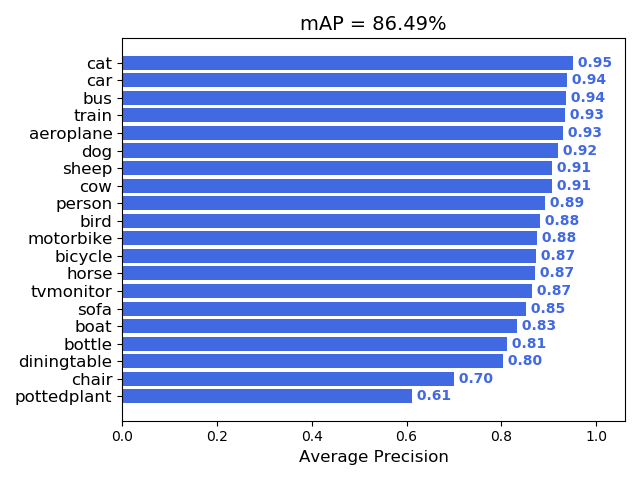 mAP = 86.49%
cat 0.95
car 0.94
bus 0.94
train 0.93
aeroplane 0.93
dog 0.92
sheep 0.91
cow 0.91
person 0.89
bird 0.88
motorbike 0.88
bicycle 0.87
horse 0.87
tvmonitor 0.87
sofa 0.85
boat 0.83
bottle 0.81
diningtable 0.80
chair 0.70
pottedplant 0.61
0.0 0.2 0.4 0.6 0.8 1.0
Average Precision